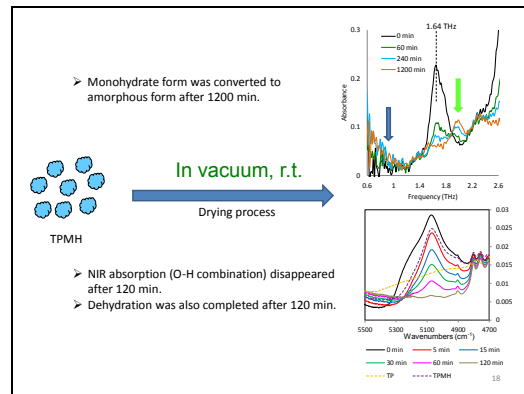 ➢ Monohydrate form was converted to
amorphous form after 1200 min.
In vacuum, r.t.
Drying process
TPMH
➢ NIR absorption (O-H combination) disappeared
after 120 min.
➢ Dehydration was also completed after 120 min.
1.64 THz
0.3
0.2
0.1
0
Absorbance
0 min
60 min
240 min
1200 min
0.6 1 1.4 1.8 2.2 2.6
Frequency (THz)
0.03
0.025
0.02
0.015
0.01
0.005
0
5500 5300 5100 4900 4700
Wavenumbers (cm-1)
0 min 5 min 15 min
30 min 60 min 120 min
TP TPMH
18